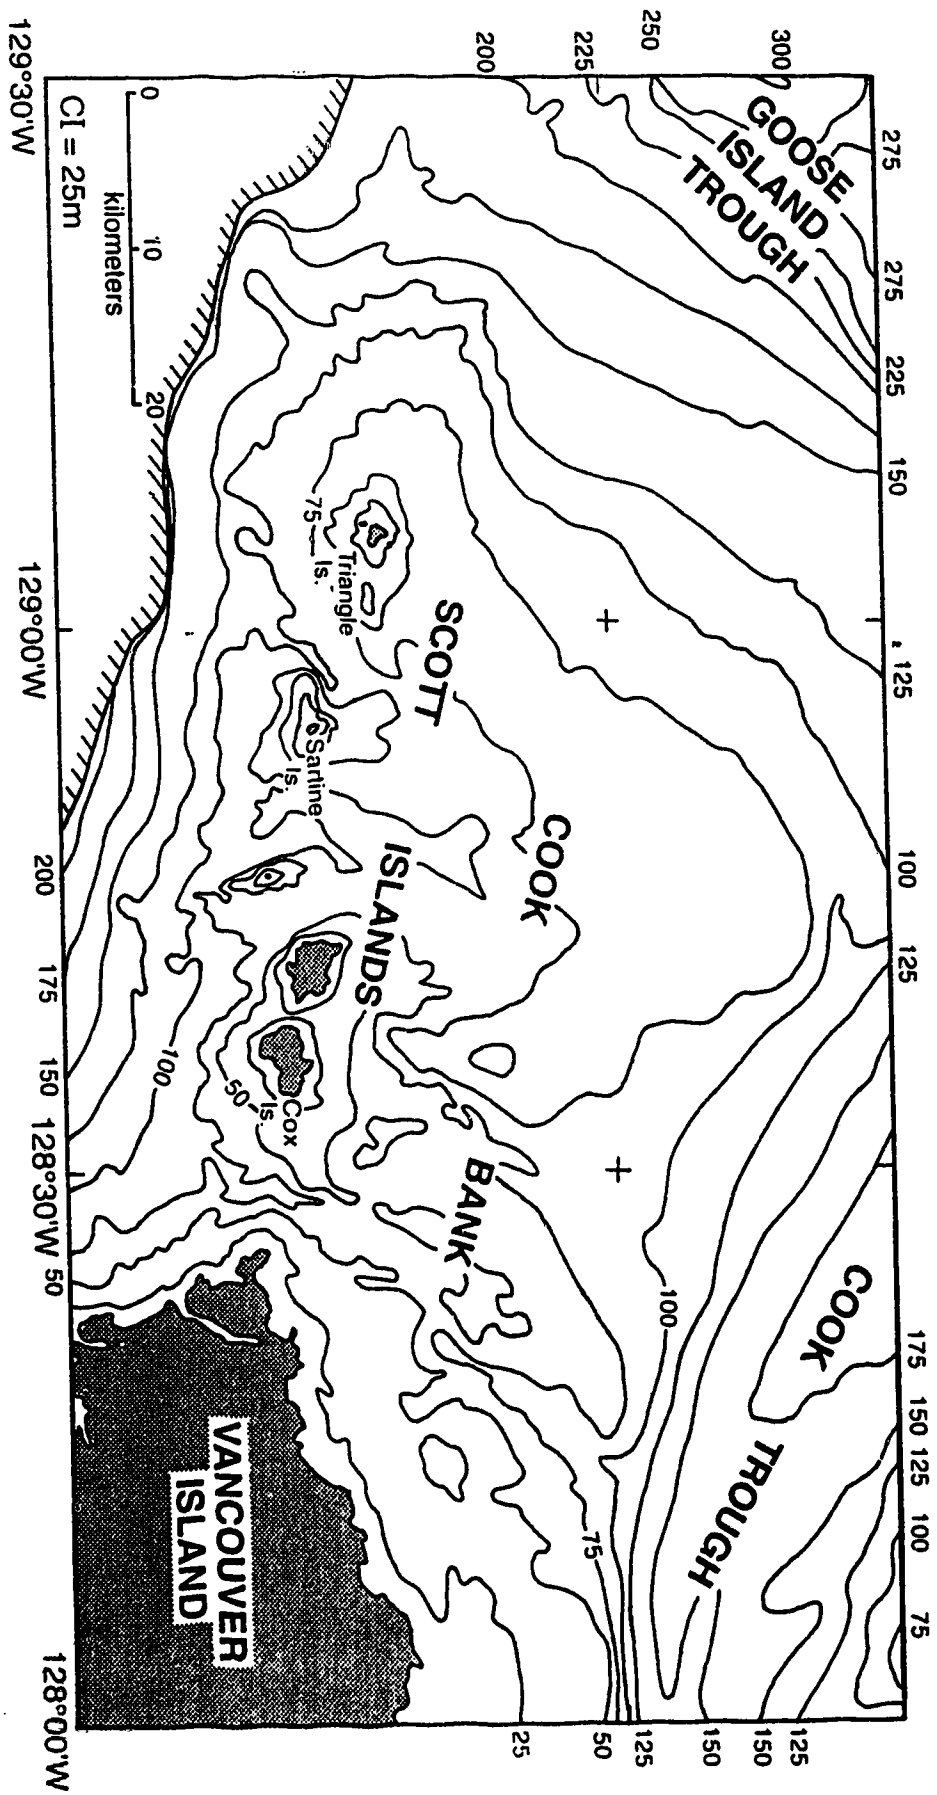 275
275
225
150
125
100
125
175
150
125
100
75
300
250
225
200
GOOSE
ISLAND
TROUGH
COOK
TROUGH
100
75
SCOTT
COOK
ISLANDS
BANK
75
Triangle
Is.
Sartine
Is.
50
Cox
Is.
100
VANCOUVER
ISLAND
125
150
150
125
50
25
0
10
20
kilometers
CI = 25m
129°30'W
129°00'W
200
175
150
128°30'W
50
128°00'W